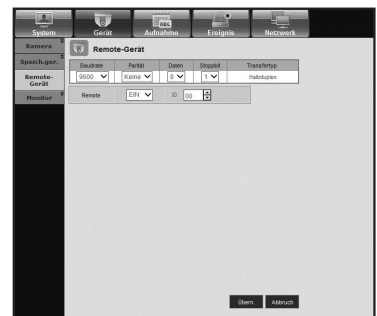 System Gerät Aufnahme Ereignis Netzwerk
Kamera
Speich.ger.
Remote-
Gerät
Monitor
Remote-Gerät
Baudrate Parität Daten Stoppbit Transfertyp
9600 Keine 8 1 Halbduplex
Remote EIN ID 00
Übern. Abbruch